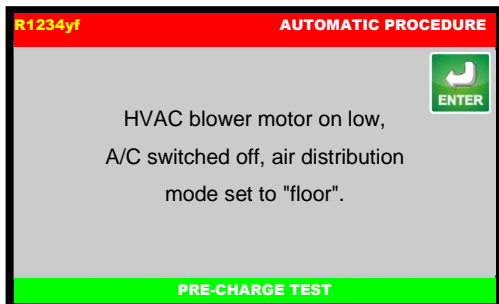 R1234yf AUTOMATIC PROCEDURE
ENTER
HVAC blower motor on low,
A/C switched off, air distribution
mode set to "floor".
PRE-CHARGE TEST